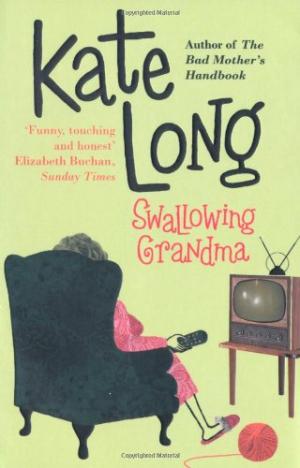 Kate
Long
Author of The
Bad Mother's
Handbook
'Funny, touching
and honest'
Elizabeth Buchan,
Sunday Times
Swallowing
Grandma